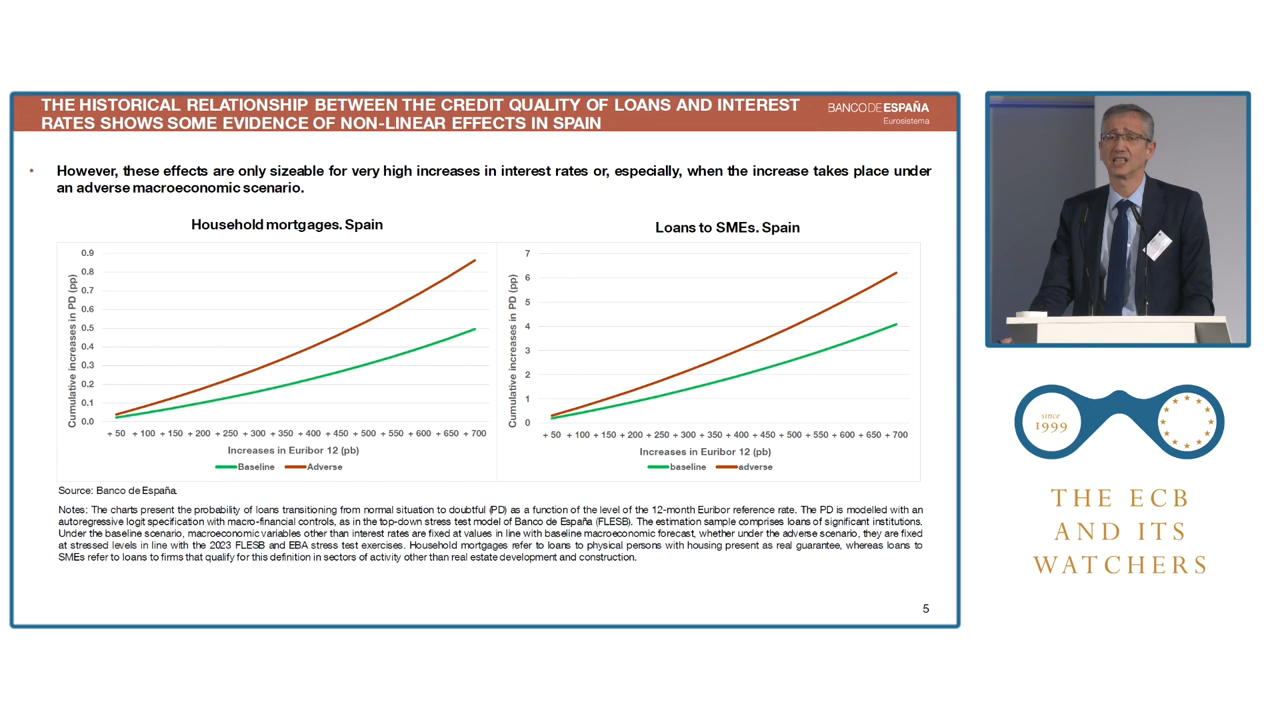 THE HISTORICAL RELATIONSHIP BETWEEN THE CREDIT QUALITY OF LOANS AND INTEREST
RATES SHOWS SOME EVIDENCE OF NON-LINEAR EFFECTS IN SPAIN
BANCO DE ESPAÑA
Eurosistema
• However, these effects are only sizeable for very high increases in interest rates or, especially, when the increase takes place under
an adverse macroeconomic scenario.
Household mortgages. Spain
Cumulative increases in PD (pp)
0.9
0.8
0.7
0.6
0.5
0.4
0.3
0.2
0.1
0.0
+ 50 + 100 + 150 + 200 + 250 + 300 + 350 + 400 + 450 + 500 + 550 + 600 + 650 + 700
Increases in Euribor 12 (pb)
Baseline Adverse
Loans to SMEs. Spain
Cumulative increases in PD (pp)
7
6
5
4
3
2
1
0
+ 50 + 100 + 150 + 200 + 250 + 300 + 350 + 400 + 450 + 500 + 550 + 600 + 650 + 700
Increases in Euribor 12 (pb)
baseline adverse
Source: Banco de España.
Notes: The charts present the probability of loans transitioning from normal situation to doubtful (PD) as a function of the level of the 12-month Euribor reference rate. The PD is modelled with an
autoregressive logit specification with macro-financial controls, as in the top-down stress test model of Banco de España (FLESB). The estimation sample comprises loans of significant institutions.
Under the baseline scenario, macroeconomic variables other than interest rates are fixed at values in line with baseline macroeconomic forecast, whether under the adverse scenario, they are fixed
at stressed levels in line with the 2023 FLESB and EBA stress test exercises. Household mortgages refer to loans to physical persons with housing present as real guarantee, whereas loans to
SMEs refer to loans to firms that qualify for this definition in sectors of activity other than real estate development and construction.
5
since
1999
THE ECB
AND ITS
WATCHERS